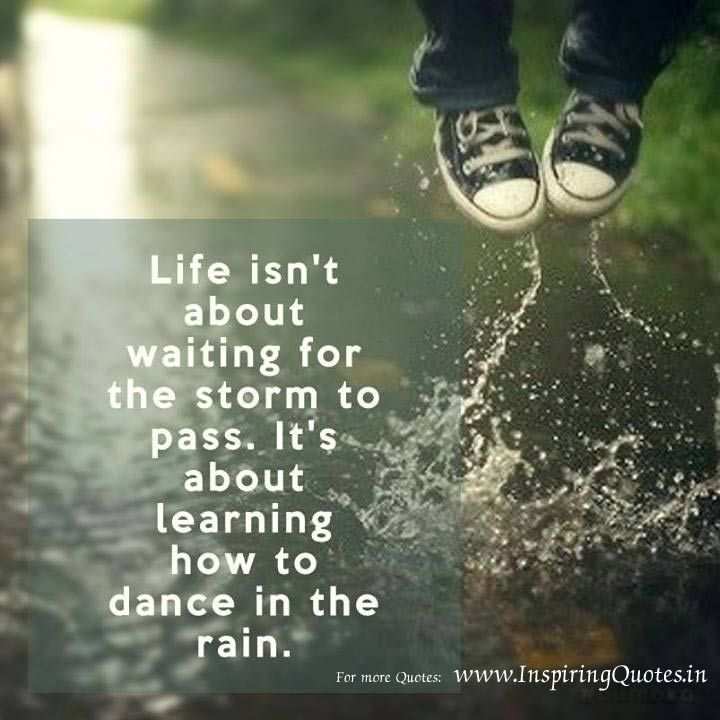 Life isn't
about
waiting for
the storm to
pass. It's
about
learning
how to
dance in the
rain.
For more Quotes: www.InspiringQuotes.in